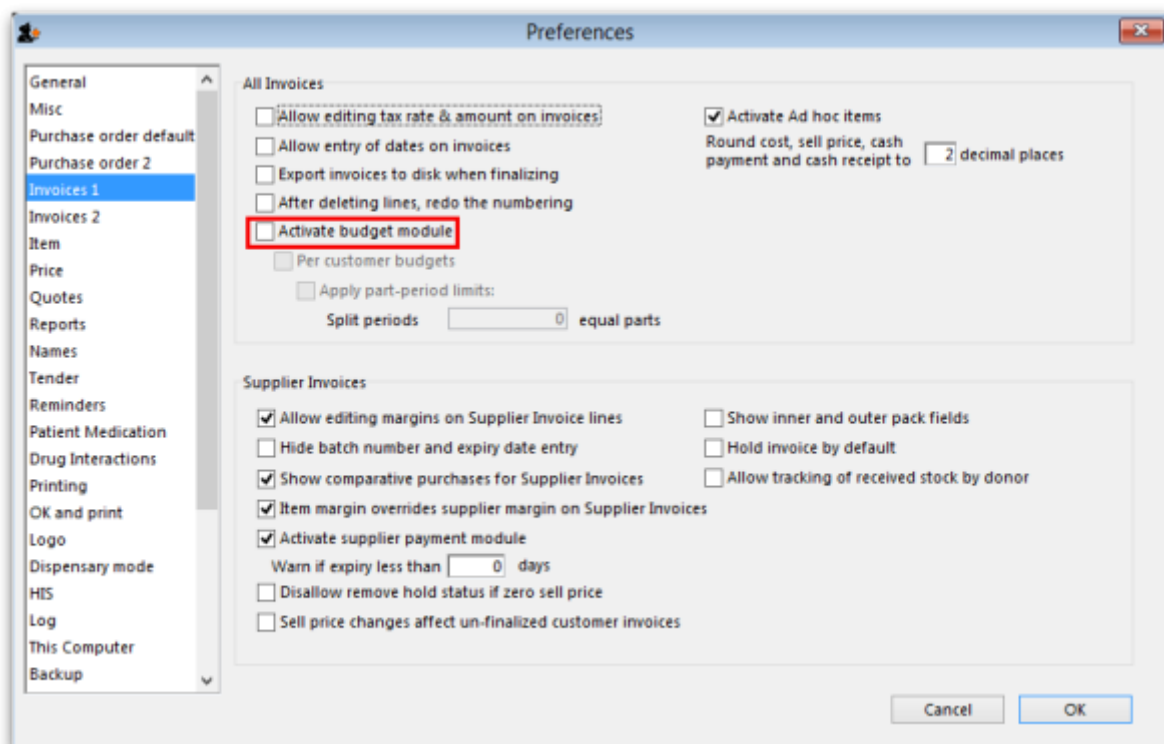 Preferences
General
Misc
Purchase order default
Purchase order 2
Invoices 1
Invoices 2
Item
Price
Quotes
Reports
Names
Tender
Reminders
Patient Medication
Drug Interactions
Printing
OK and print
Logo
Dispensary mode
HIS
Log
This Computer
Backup
All Invoices
Allow editing tax rate & amount on invoices
Allow entry of dates on invoices
Export invoices to disk when finalizing
After deleting lines, redo the numbering
Activate budget module
Per customer budgets
Apply part-period limits:
Split periods 0 equal parts
Activate Ad hoc items
Round cost, sell price, cash
payment and cash receipt to 2 decimal places
Supplier Invoices
Allow editing margins on Supplier Invoice lines
Hide batch number and expiry date entry
Show comparative purchases for Supplier Invoices
Item margin overrides supplier margin on Supplier Invoices
Activate supplier payment module
Warn if expiry less than 0 days
Disallow remove hold status if zero sell price
Sell price changes affect un-finalized customer invoices
Show inner and outer pack fields
Hold invoice by default
Allow tracking of received stock by donor
Cancel
OK